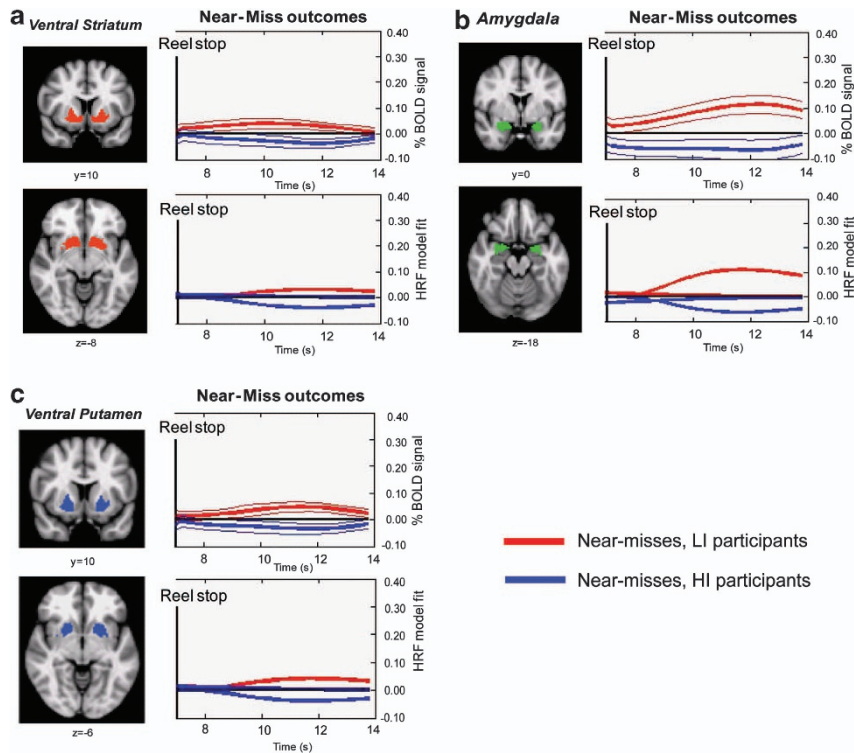 a
Ventral Striatum
Near-Miss outcomes
Reel stop
0.40
0.30
0.20
0.10
0.00
-0.10
% BOLD signal
y=10
8 10 12 14
Time (s)
Reel stop
0.40
0.30
0.20
0.10
0.00
-0.10
HRF model fit
z=-8
8 10 12 14
Time (s)
b
Amygdala
Near-Miss outcomes
Reel stop
0.40
0.30
0.20
0.10
0.00
-0.10
% BOLD signal
y=0
8 10 12 14
Time (s)
Reel stop
0.40
0.30
0.20
0.10
0.00
-0.10
HRF model fit
z=-18
8 10 12 14
Time (s)
c
Ventral Putamen
Near-Miss outcomes
Reel stop
0.40
0.30
0.20
0.10
0.00
-0.10
% BOLD signal
y=10
8 10 12 14
Time (s)
Reel stop
0.40
0.30
0.20
0.10
0.00
-0.10
HRF model fit
z=-6
8 10 12 14
Time (s)
Near-misses, LI participants
Near-misses, HI participants